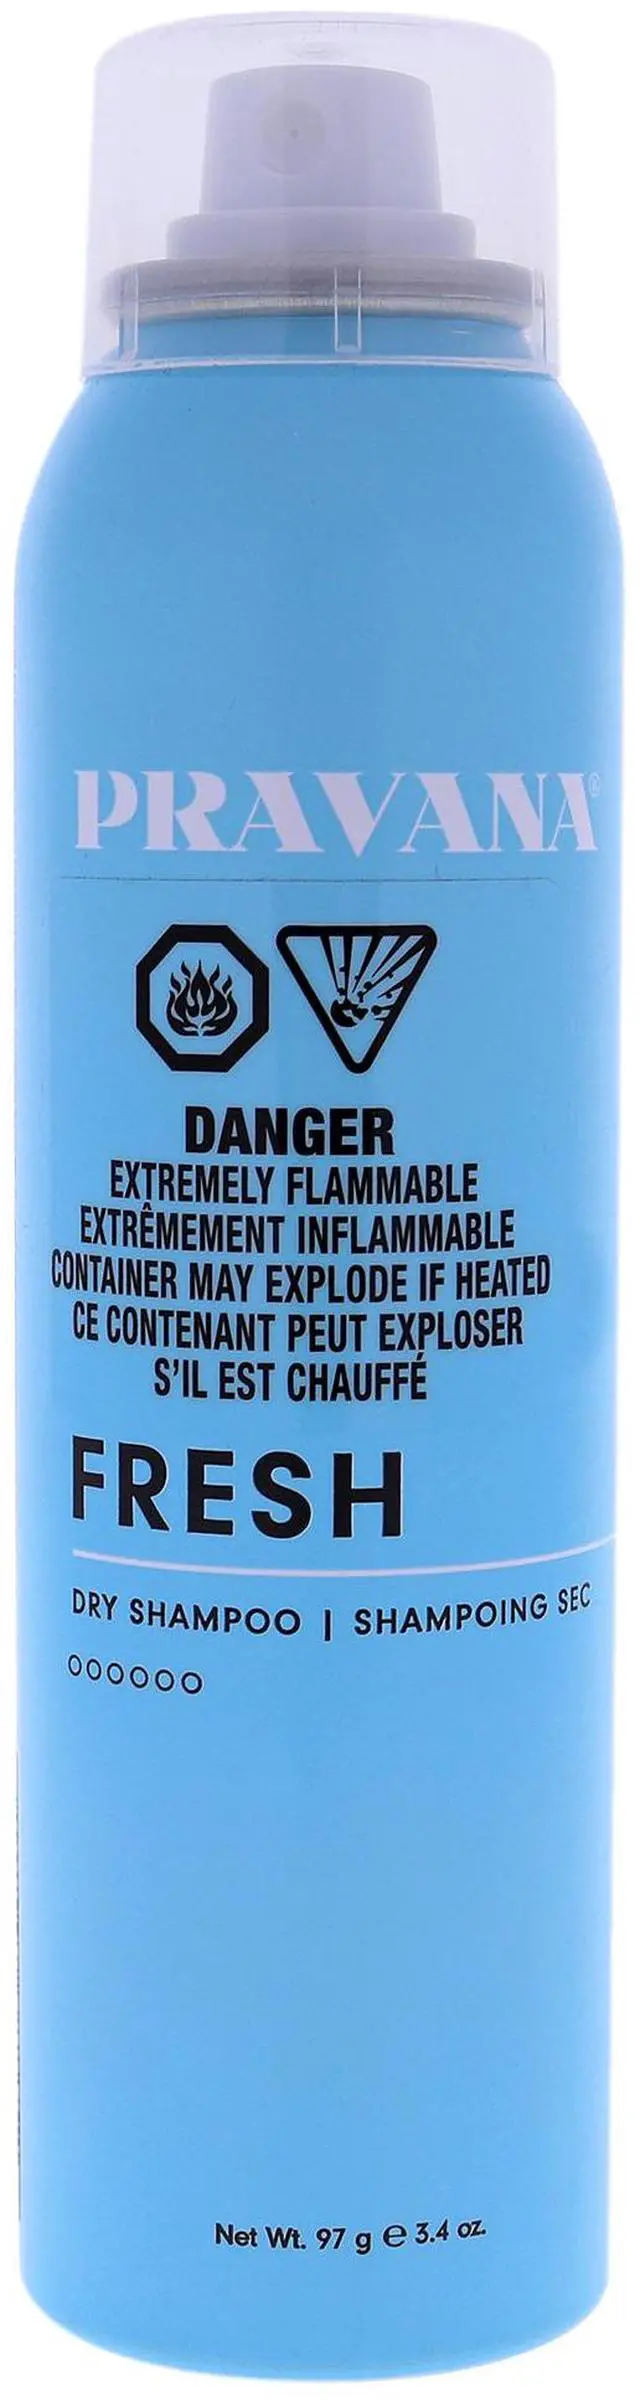 PRAVANA®
DANGER
EXTREMELY FLAMMABLE
EXTRÊMEMENT INFLAMMABLE
CONTAINER MAY EXPLODE IF HEATED
CE CONTENANT PEUT EXPLOSER
S'IL EST CHAUFFÉ
FRESH
DRY SHAMPOO | SHAMPOING SEC
Net Wt. 97 g ℮ 3.4 oz.